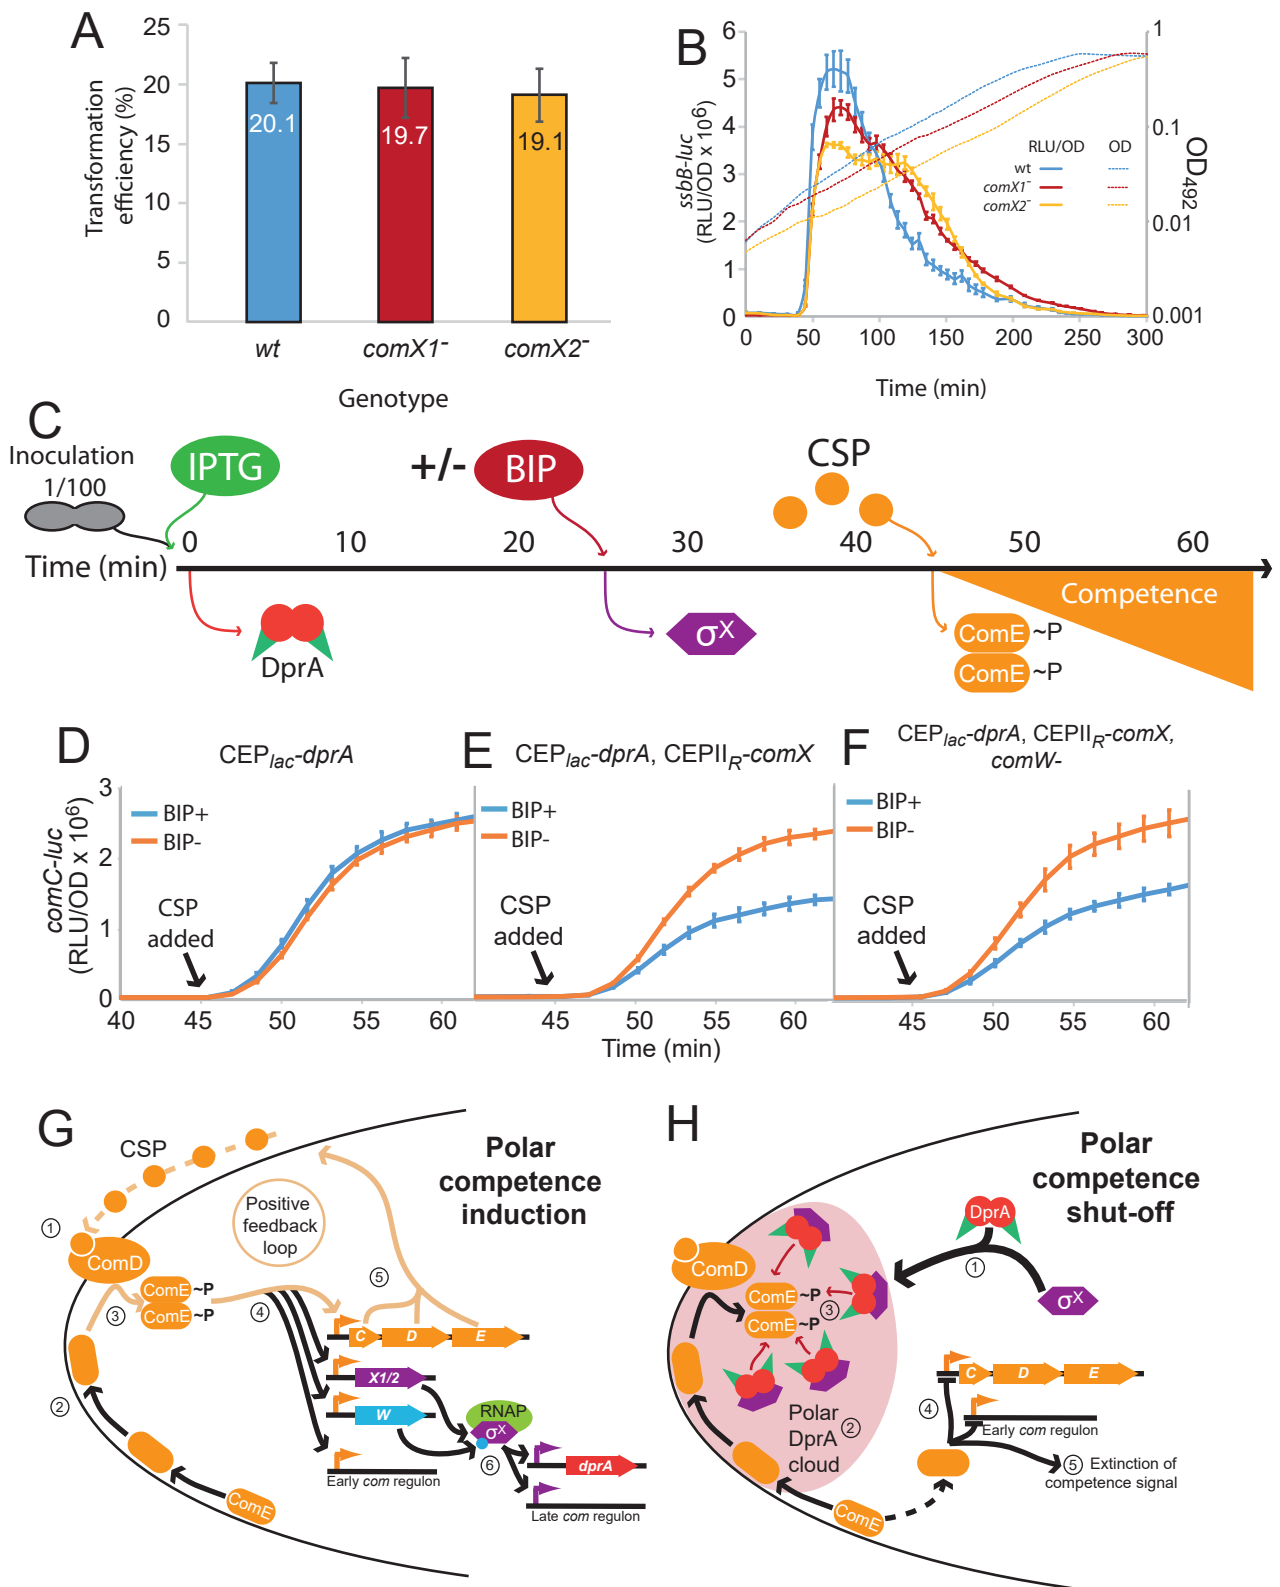 A
Transformation
efficiency (%)
25
20
15
10
5
0
20.1
19.7
19.1
wt
comX1-
comX2-
Genotype
B
ssbB-luc
(RLU/OD x 10⁶)
6
5
4
3
2
1
0
1
0.1
0.01
0.001
OD₄₉₂
RLU/OD OD
wt
comX1-
comX2-
0 50 100 150 200 250 300
Time (min)
C
Inoculation
1/100
IPTG
+/- BIP
CSP
Time (min) 0 10 20 30 40 50 60
DprA
σX
Competence
ComE ~P
ComE ~P
D
CEPlac-dprA
comC-luc
(RLU/OD x 10⁶)
3
2
1
0
BIP+
BIP-
CSP
added
40 45 50 55 60
E
CEPlac-dprA, CEPIIR-comX
BIP+
BIP-
CSP
added
45 50 55 60
Time (min)
F
CEPlac-dprA, CEPIIR-comX,
comW-
BIP+
BIP-
CSP
added
45 50 55 60
G
Polar
competence
induction
CSP
Positive
feedback
loop
1
ComD
ComE ~P
ComE ~P
3
4
5
C D E
X1/2
W
RNAP
σX
6
dprA
Early com regulon
Late com regulon
2
ComE
H
Polar
competence
shut-off
DprA
1
σX
ComD
ComE ~P
ComE ~P
3
Polar
DprA
cloud
2
C D E
4
Early com regulon
5 Extinction of
competence signal
ComE